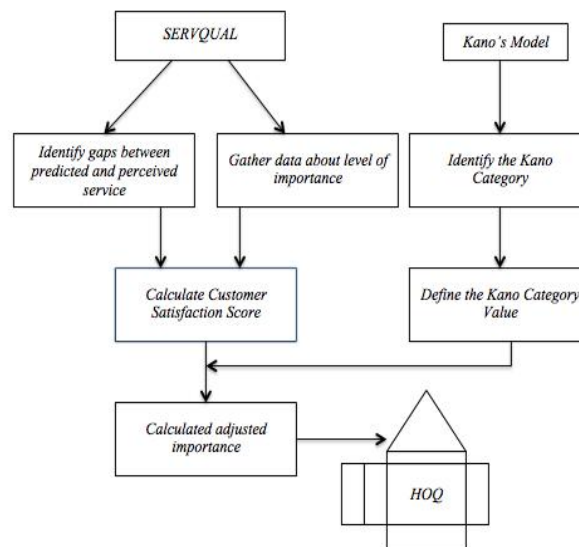 SERVQUAL
Kano's Model
Identify gaps between
predicted and perceived
service
Gather data about level of
importance
Identify the Kano
Category
Calculate Customer
Satisfaction Score
Define the Kano Category
Value
Calculated adjusted
importance
HOQ